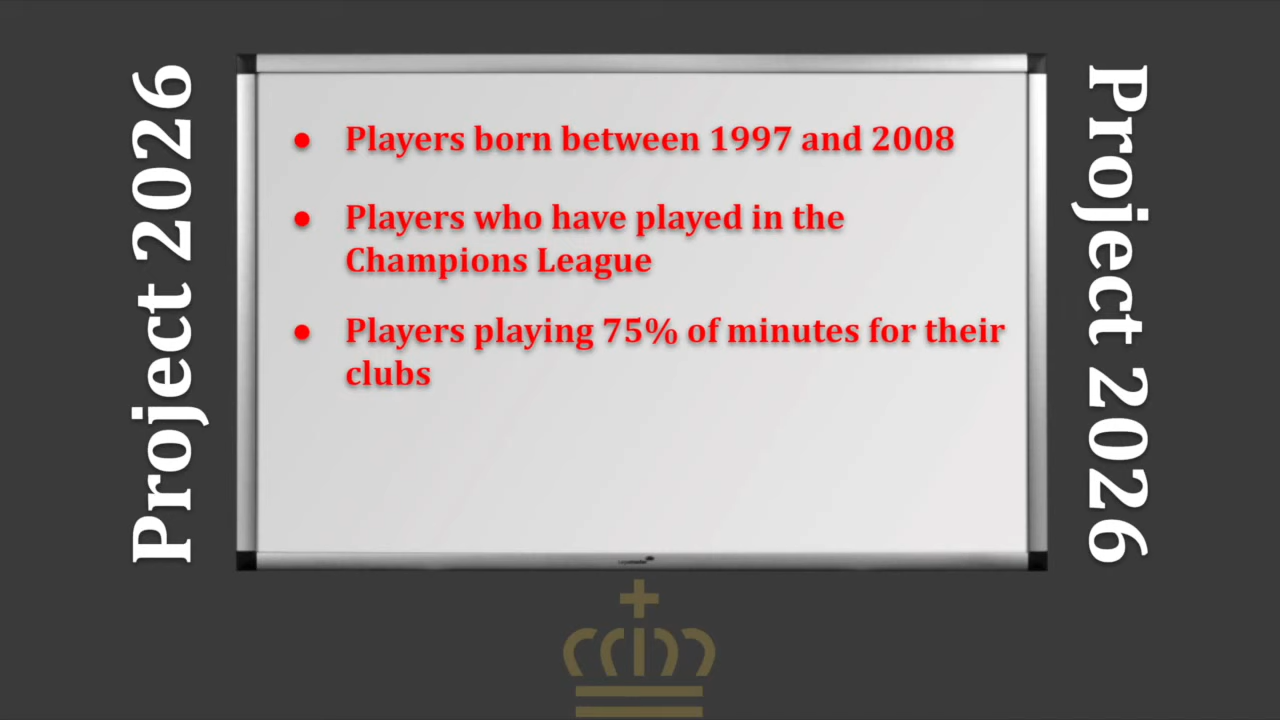 Project 2026
● Players born between 1997 and 2008
● Players who have played in the
Champions League
● Players playing 75% of minutes for their
clubs
Project 2026